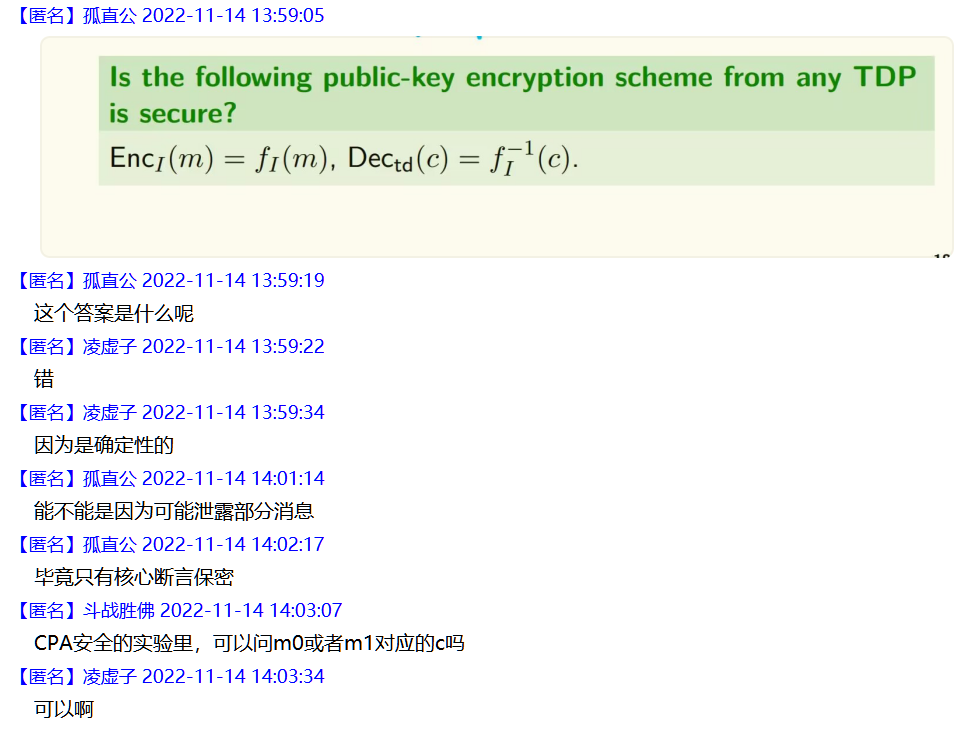 【匿名】孤直公 2022-11-14 13:59:05
Is the following public-key encryption scheme from any TDP
is secure?
Enc_I(m) = f_I(m), Dec_td(c) = f_I^{-1}(c).
【匿名】孤直公 2022-11-14 13:59:19
这个答案是什么呢
【匿名】凌虚子 2022-11-14 13:59:22
错
【匿名】凌虚子 2022-11-14 13:59:34
因为是确定性的
【匿名】孤直公 2022-11-14 14:01:14
能不能是因为可能泄露部分消息
【匿名】孤直公 2022-11-14 14:02:17
毕竟只有核心断言保密
【匿名】斗战胜佛 2022-11-14 14:03:07
CPA安全的实验里，可以问m0或者m1对应的c吗
【匿名】凌虚子 2022-11-14 14:03:34
可以啊